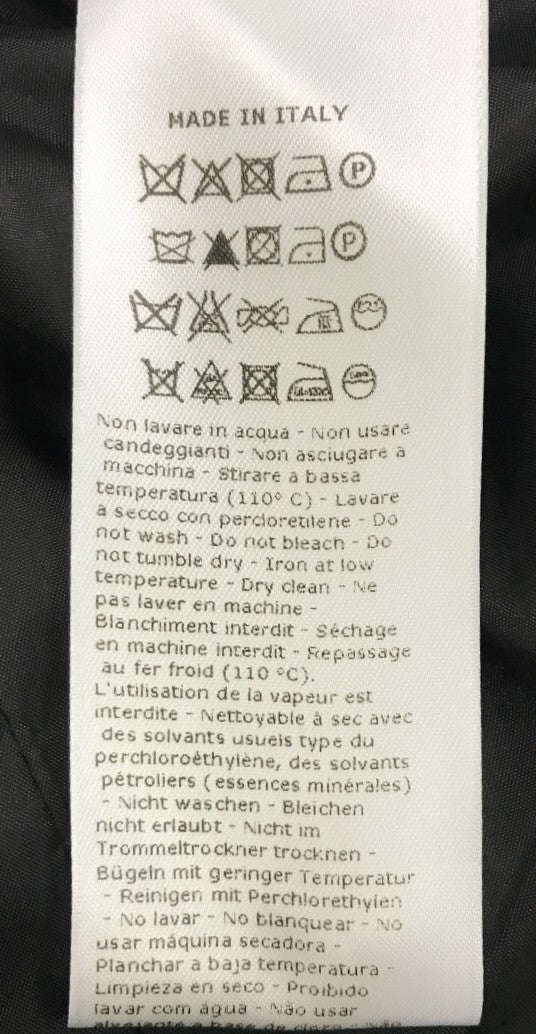 MADE IN ITALY
P
P
Non lavare in acqua - Non usare
candeggianti - Non asciugare a
macchina - Stirare a bassa
temperatura (110° C) - Lavare
a secco con percloretilene - Do
not wash - Do not bleach - Do
not tumble dry - Iron at low
temperature - Dry clean - Ne
pas laver en machine -
Blanchiment interdit - Séchage
en machine interdit - Repassage
au fer froid (110 °C).
L'utilisation de la vapeur est
interdite - Nettoyable à sec avec
des solvants usuels type du
perchloroéthylène, des solvants
pétroliers (essences minérales)
- Nicht waschen - Bleichen
nicht erlaubt - Nicht im
Trommeltrockner trocknen -
Bügeln mit geringer Temperatur
- Reinigen mit Perchlorethylen
- No lavar - No blanquear - No
usar máquina secadora -
Planchar a baja temperatura -
Limpieza en seco - Proibido
lavar com água - Não usar